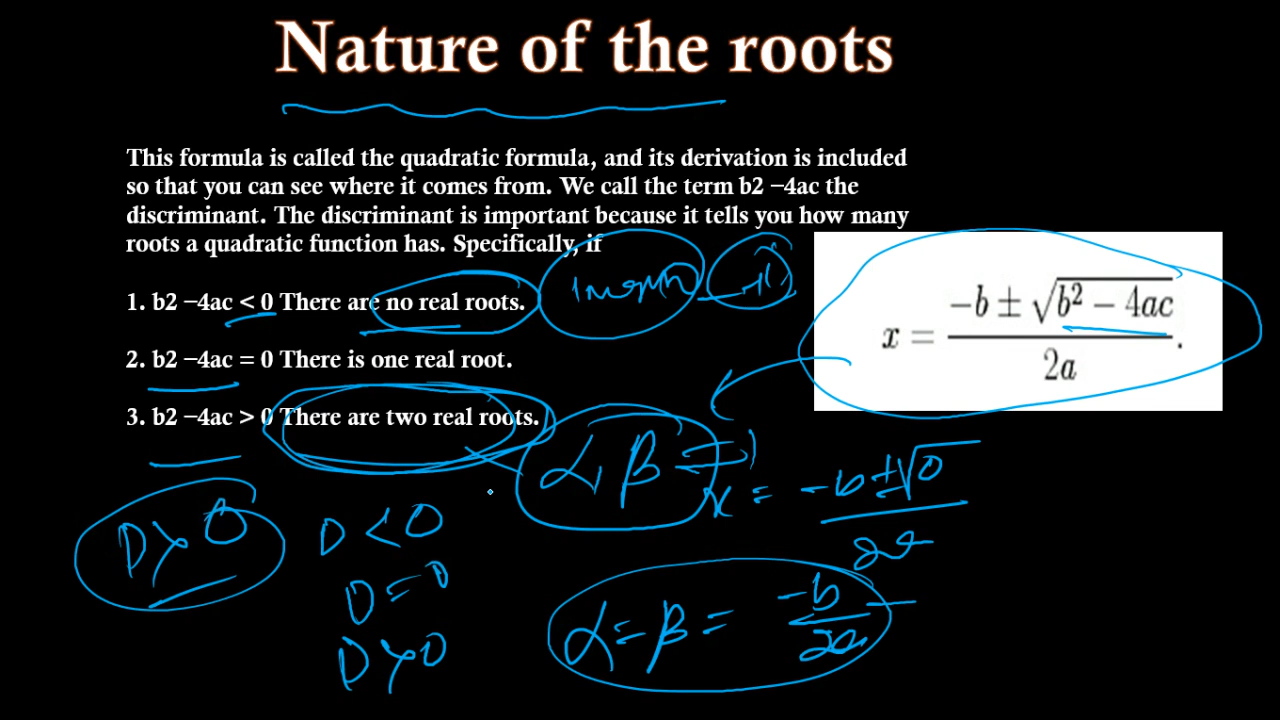 Nature of the roots
This formula is called the quadratic formula, and its derivation is included
so that you can see where it comes from. We call the term b2 −4ac the
discriminant. The discriminant is important because it tells you how many
roots a quadratic function has. Specifically, if
1. b2 −4ac < 0 There are no real roots.
2. b2 −4ac = 0 There is one real root.
3. b2 −4ac > 0 There are two real roots.
x = −b ± √b² − 4ac / 2a .
α, β
x = −b ± √0 / 2a
D > 0
D < 0
D = 0
D > 0
α = β = −b / 2a